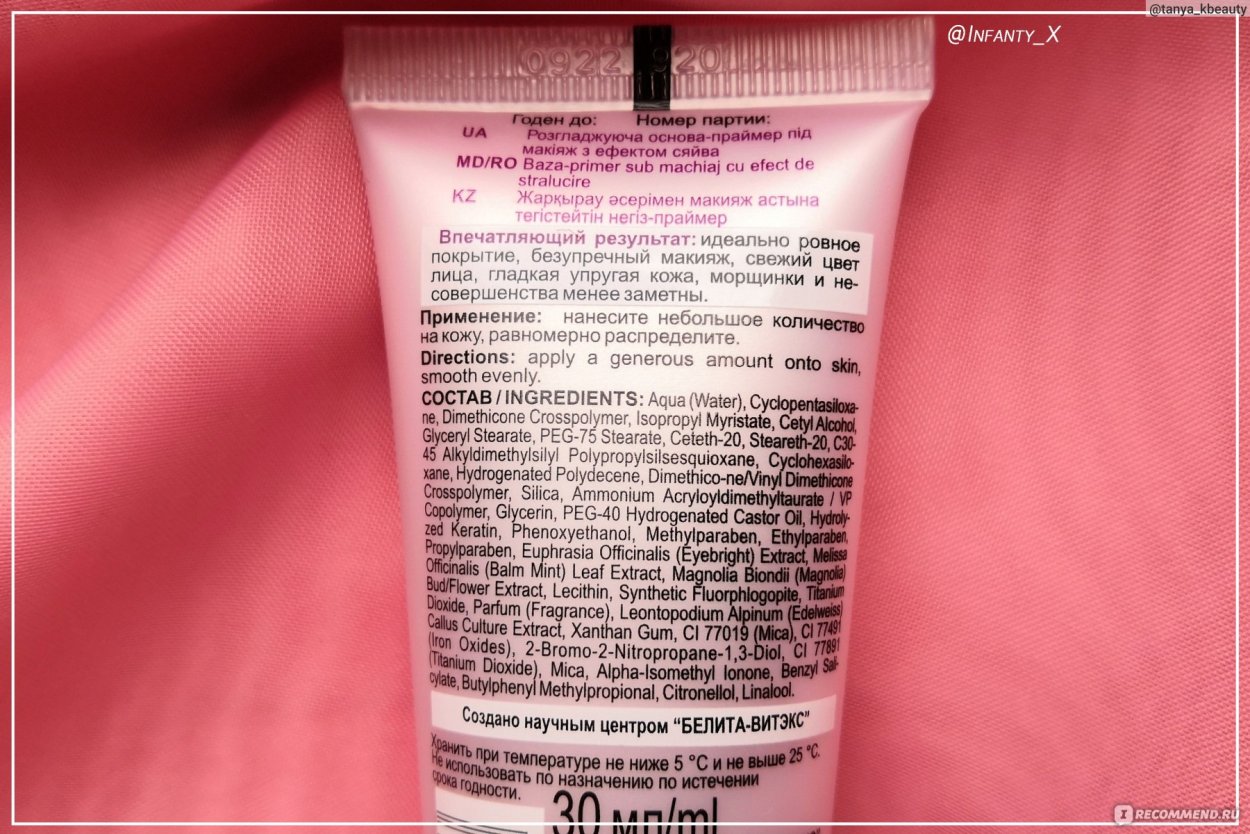 @tanya_kbeauty
@INFANTY_X
0922 920
Годен до: Номер партии:
UA Розгладжуюча основа-праймер під
макіяж з ефектом сяйва
MD/RO Baza-primer sub machiaj cu efect de
stralucire
KZ Жарқырау әсерімен макияж астына
тегістейтін негіз-праймер
Впечатляющий результат: идеально ровное
покрытие, безупречный макияж, свежий цвет
лица, гладкая упругая кожа, морщинки и не-
совершенства менее заметны.
Применение: нанесите небольшое количество
на кожу, равномерно распределите.
Directions: apply a generous amount onto skin,
smooth evenly.
СОСТАВ / INGREDIENTS: Aqua (Water), Cyclopentasiloxa-
ne, Dimethicone Crosspolymer, Isopropyl Myristate, Cetyl Alcohol,
Glyceryl Stearate, PEG-75 Stearate, Ceteth-20, Steareth-20, C30-
45 Alkyldimethylsilyl Polypropylsilsesquioxane, Cyclohexasilo-
xane, Hydrogenated Polydecene, Dimethico-ne/Vinyl Dimethicone
Crosspolymer, Silica, Ammonium Acryloyldimethyltaurate / VP
Copolymer, Glycerin, PEG-40 Hydrogenated Castor Oil, Hydroly-
zed Keratin, Phenoxyethanol, Methylparaben, Ethylparaben,
Propylparaben, Euphrasia Officinalis (Eyebright) Extract, Melissa
Officinalis (Balm Mint) Leaf Extract, Magnolia Biondii (Magnolia)
Bud/Flower Extract, Lecithin, Synthetic Fluorphlogopite, Titanium
Dioxide, Parfum (Fragrance), Leontopodium Alpinum (Edelweiss)
Callus Culture Extract, Xanthan Gum, CI 77019 (Mica), CI 77491
(Iron Oxides), 2-Bromo-2-Nitropropane-1,3-Diol, CI 77891
(Titanium Dioxide), Mica, Alpha-Isomethyl Ionone, Benzyl Sali-
cylate, Butylphenyl Methylpropional, Citronellol, Linalool.
Создано научным центром “БЕЛИТА-ВИТЭКС”
Хранить при температуре не ниже 5 °C и не выше 25 °C.
Не использовать по назначению по истечении
срока годности.
30 мл/ml
IRECOMMEND.RU